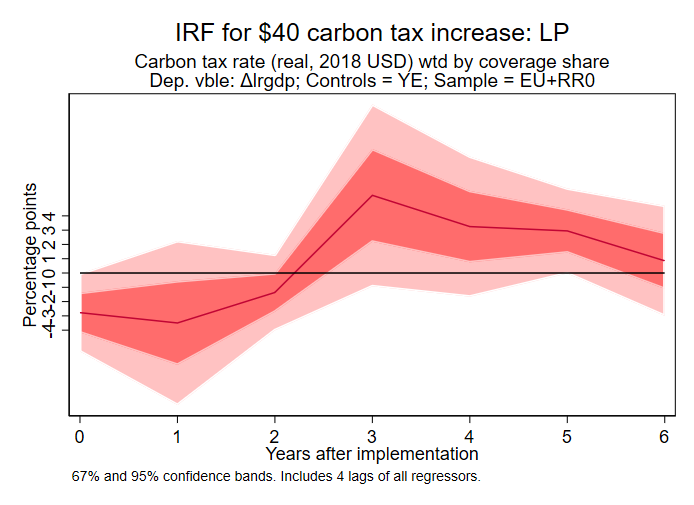 IRF for $40 carbon tax increase: LP
Carbon tax rate (real, 2018 USD) wtd by coverage share
Dep. vble: Δlrgdp; Controls = YE; Sample = EU+RR0
Percentage points
-4-3-2-1 0 1 2 3 4
0 1 2 3 4 5 6
Years after implementation
67% and 95% confidence bands. Includes 4 lags of all regressors.